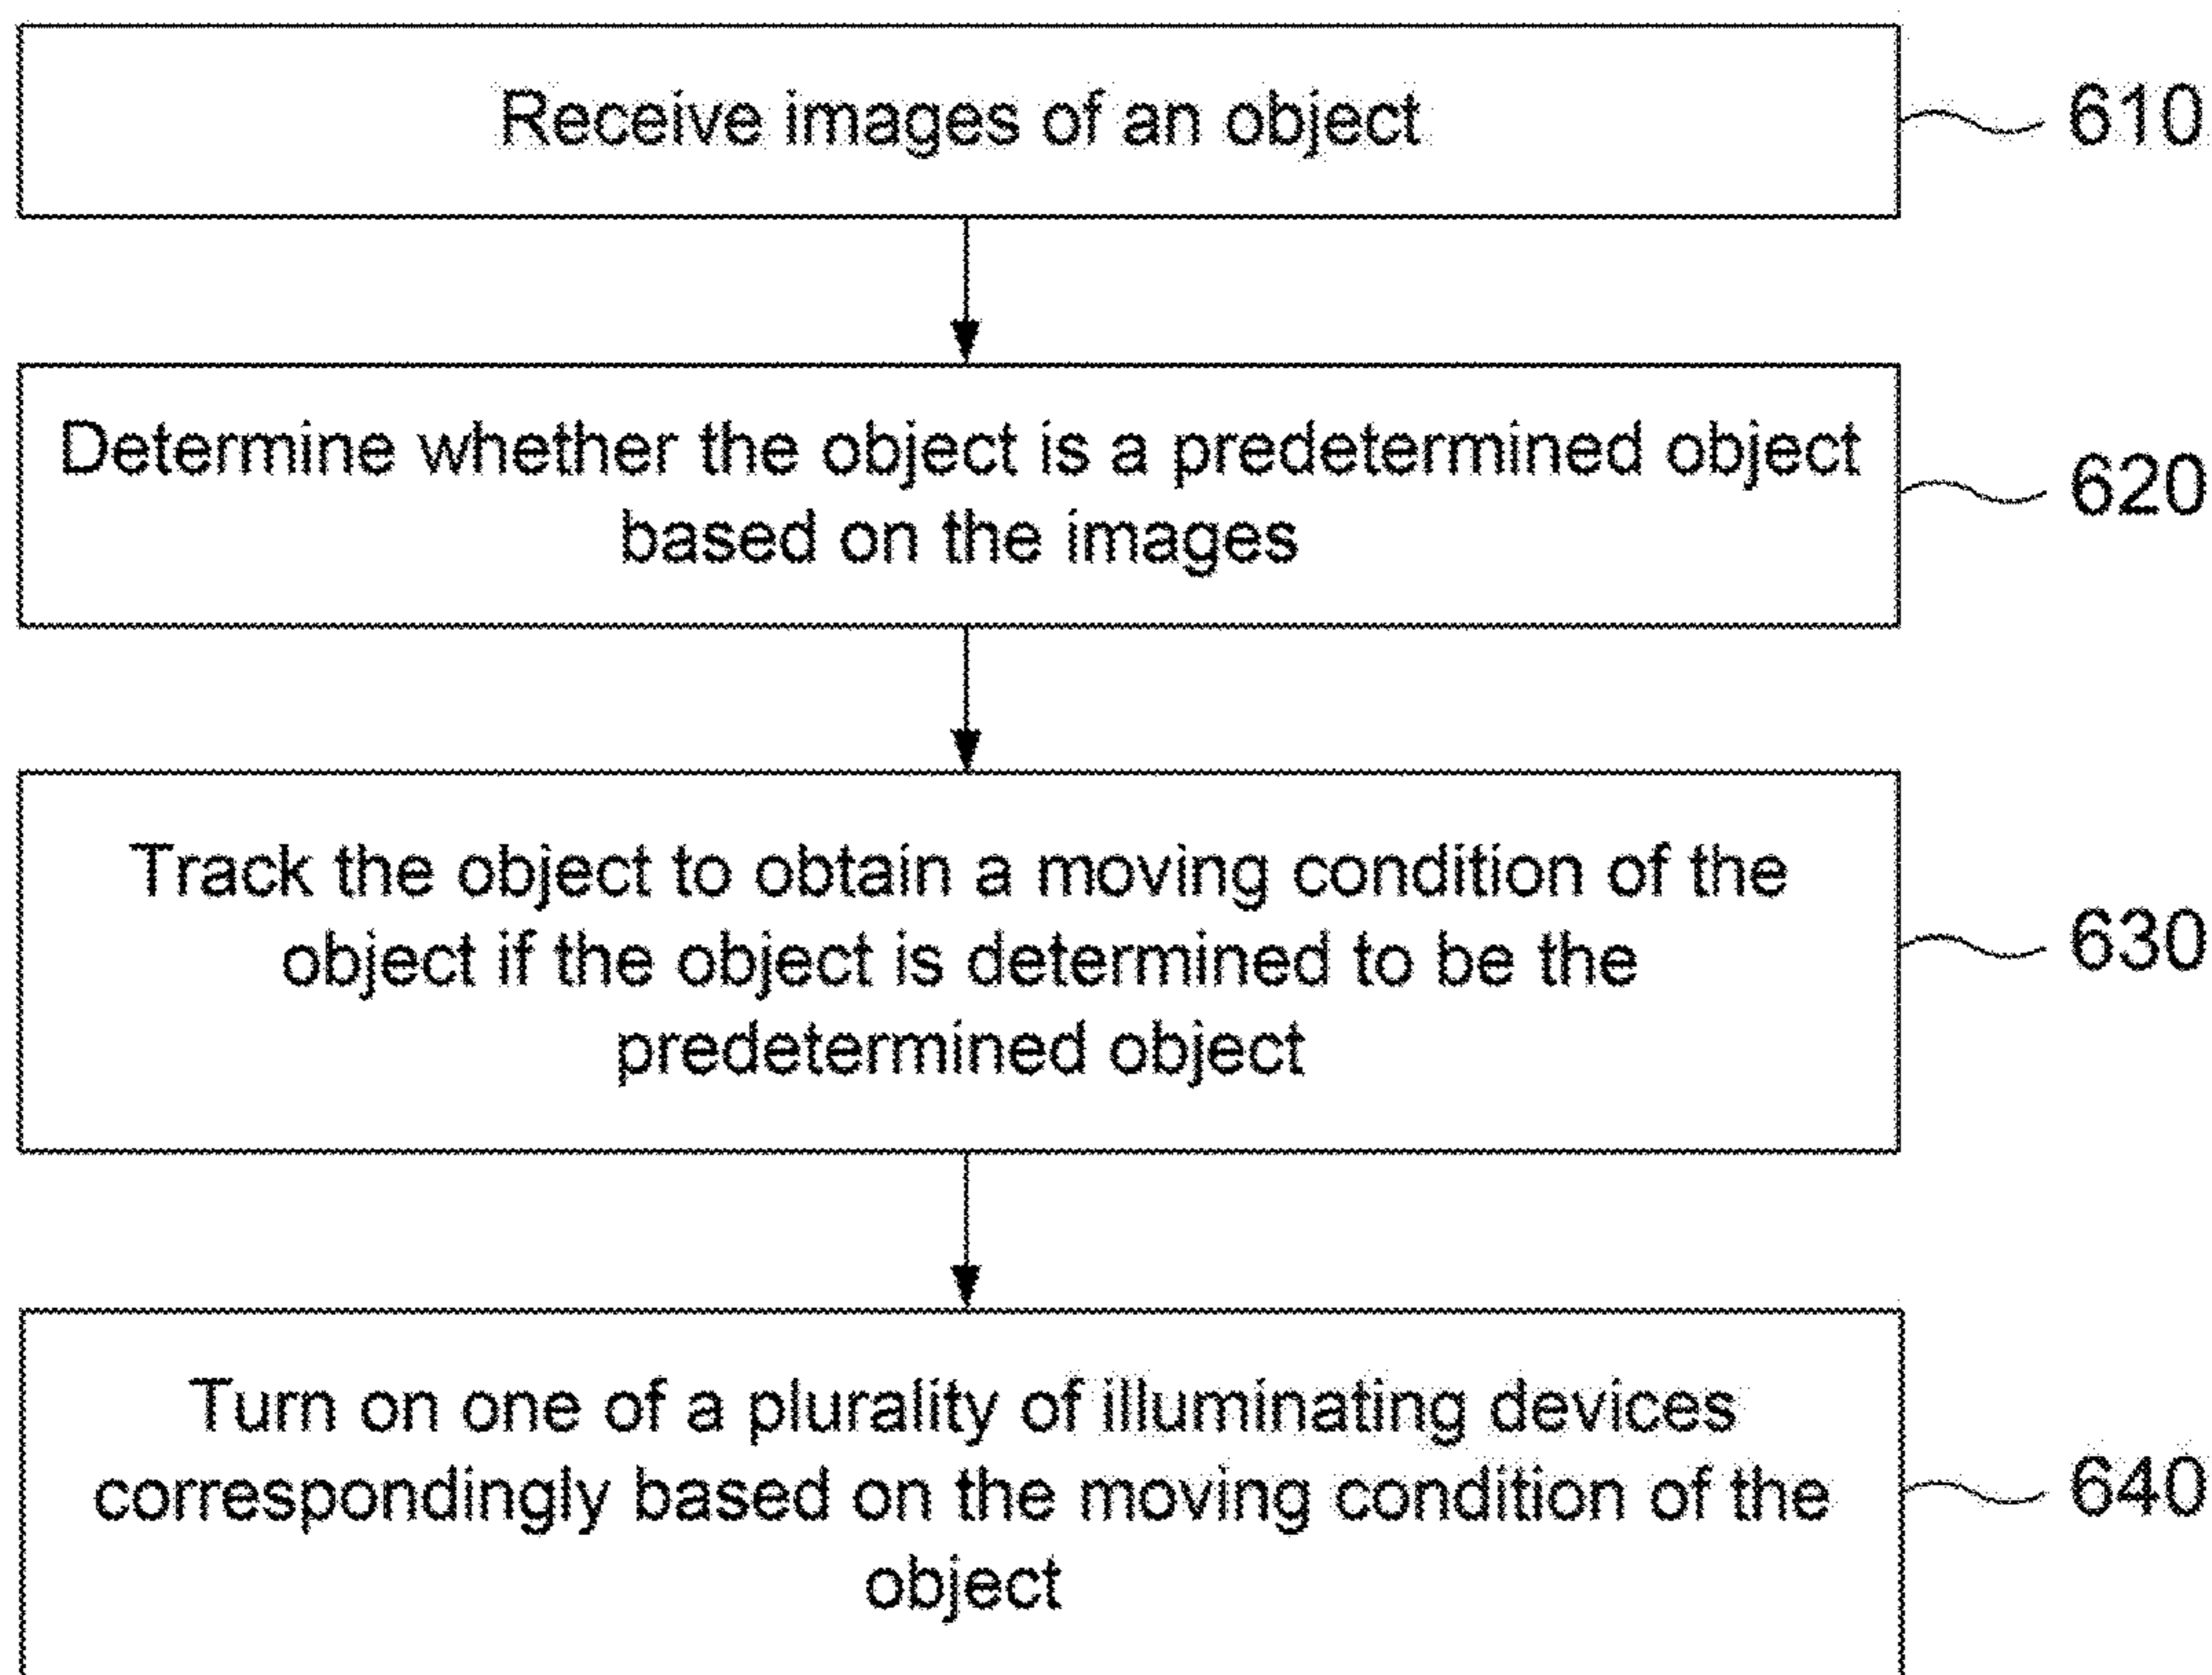 Receive images of an object
610
Determine whether the object is a predetermined object
based on the images
620
Track the object to obtain a moving condition of the
object if the object is determined to be the
predetermined object
630
Turn on one of a plurality of illuminating devices
correspondingly based on the moving condition of the
object
640